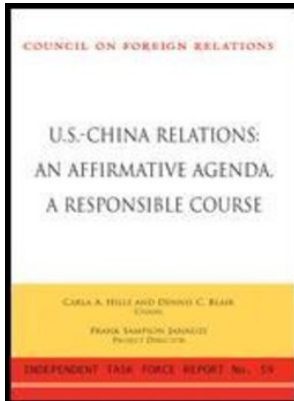 COUNCIL ON FOREIGN RELATIONS
U.S.-CHINA RELATIONS:
AN AFFIRMATIVE AGENDA,
A RESPONSIBLE COURSE
CARLA A. HILLS AND DENNIS C. BLAIR
CHAIRS
FRANK SAMPSON JANNUZI
PROJECT DIRECTOR
INDEPENDENT TASK FORCE REPORT No. 59